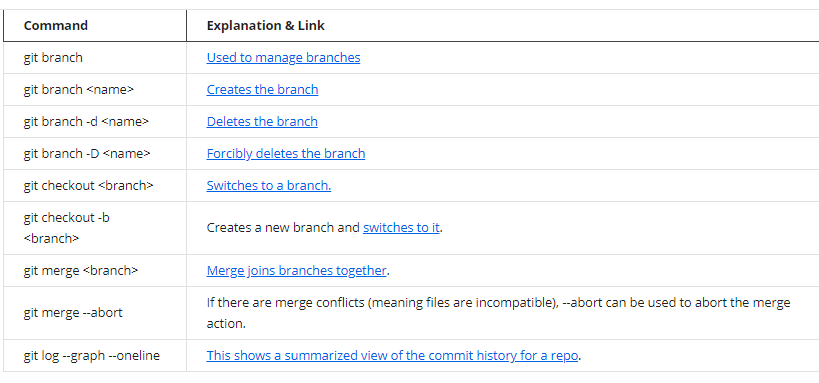 Command Explanation & Link
git branch Used to manage branches
git branch <name> Creates the branch
git branch -d <name> Deletes the branch
git branch -D <name> Forcibly deletes the branch
git checkout <branch> Switches to a branch.
git checkout -b
<branch>
Creates a new branch and switches to it.
git merge <branch> Merge joins branches together.
git merge --abort
If there are merge conflicts (meaning files are incompatible), --abort can be used to abort the merge
action.
git log --graph --oneline This shows a summarized view of the commit history for a repo.